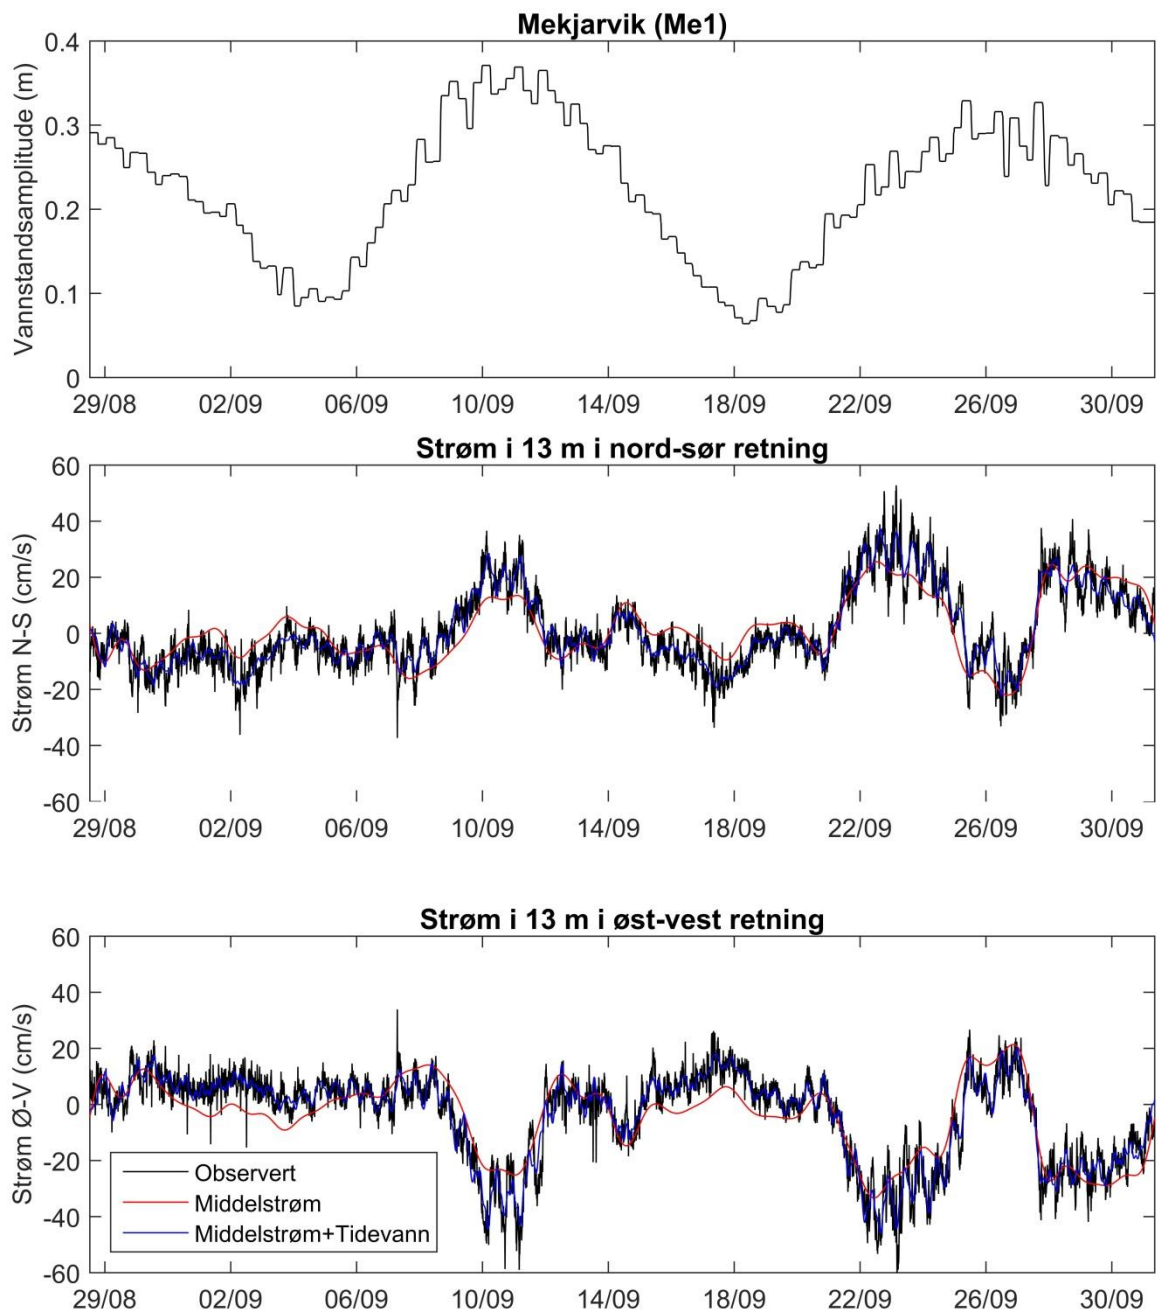 Mekjarvik (Me1)
Vannstandsamplitude (m)
0.4
0.3
0.2
0.1
0
29/08 02/09 06/09 10/09 14/09 18/09 22/09 26/09 30/09
Strøm i 13 m i nord-sør retning
Strøm N-S (cm/s)
60
40
20
0
-20
-40
-60
29/08 02/09 06/09 10/09 14/09 18/09 22/09 26/09 30/09
Strøm i 13 m i øst-vest retning
Strøm Ø-V (cm/s)
60
40
20
0
-20
-40
-60
Observert
Middelstrøm
Middelstrøm+Tidevann
29/08 02/09 06/09 10/09 14/09 18/09 22/09 26/09 30/09